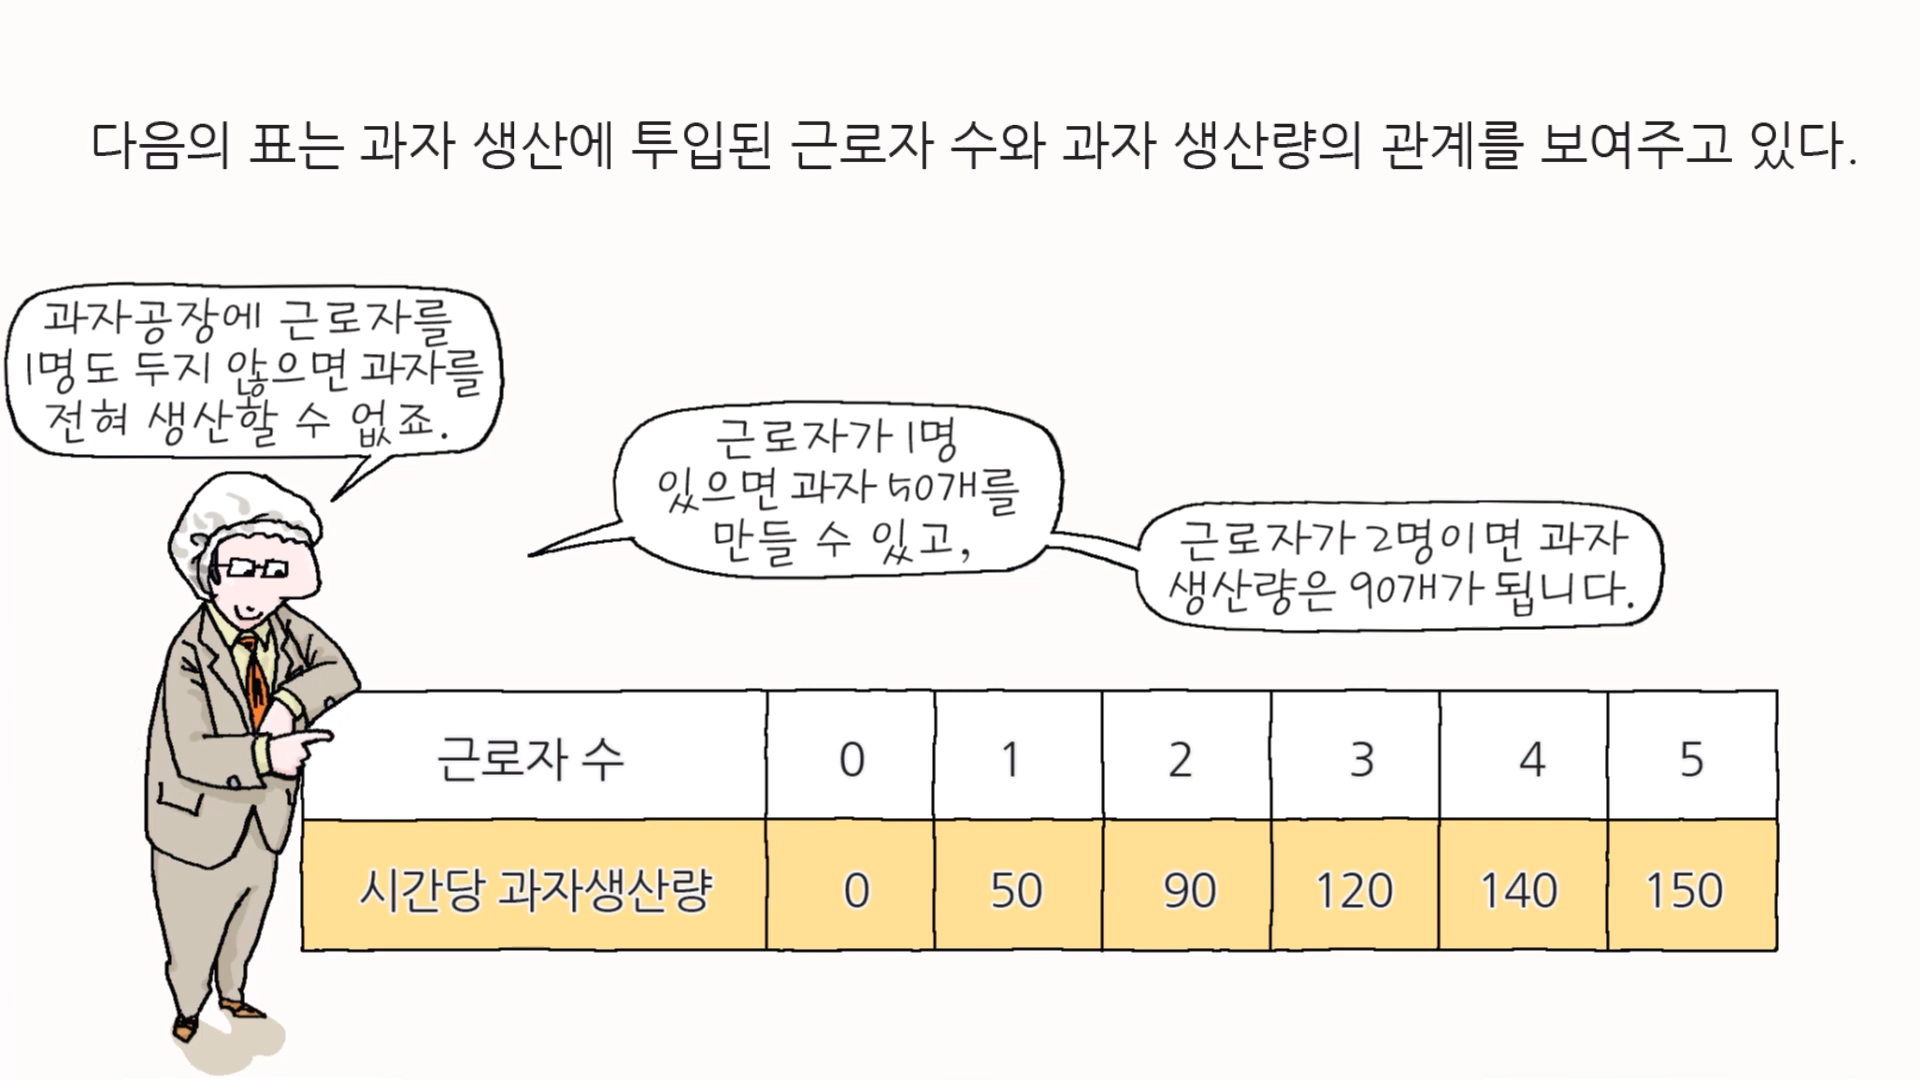 다음의 표는 과자 생산에 투입된 근로자 수와 과자 생산량의 관계를 보여주고 있다.
과자공장에 근로자를
1명도 두지 않으면 과자를
전혀 생산할 수 없죠.
근로자가 1명
있으면 과자 50개를
만들 수 있고,
근로자가 2명이면 과자
생산량은 90개가 됩니다.
근로자 수 0 1 2 3 4 5
시간당 과자생산량 0 50 90 120 140 150